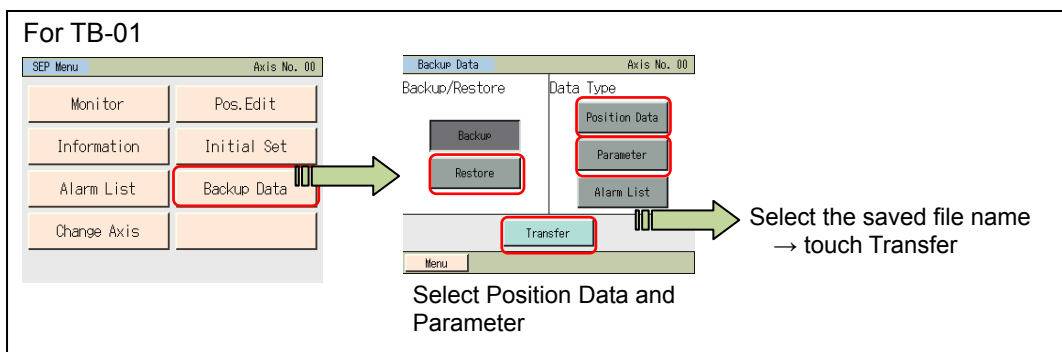 For TB-01
SEP Menu Axis No. 00
Monitor Pos.Edit
Information Initial Set
Alarm List Backup Data
Change Axis
Backup Data Axis No. 00
Backup/Restore Data Type
Position Data
Backup
Parameter
Restore
Alarm List
Transfer
Menu
Select Position Data and
Parameter
Select the saved file name
→ touch Transfer